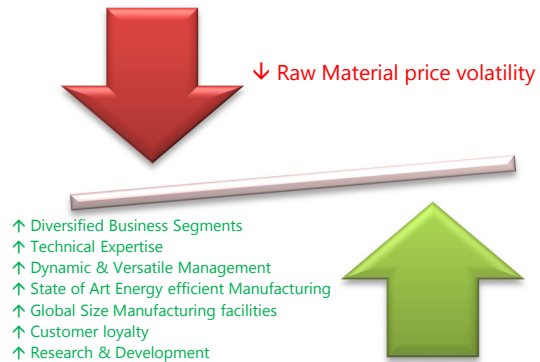 ↓ Raw Material price volatility
↑ Diversified Business Segments
↑ Technical Expertise
↑ Dynamic & Versatile Management
↑ State of Art Energy efficient Manufacturing
↑ Global Size Manufacturing facilities
↑ Customer loyalty
↑ Research & Development